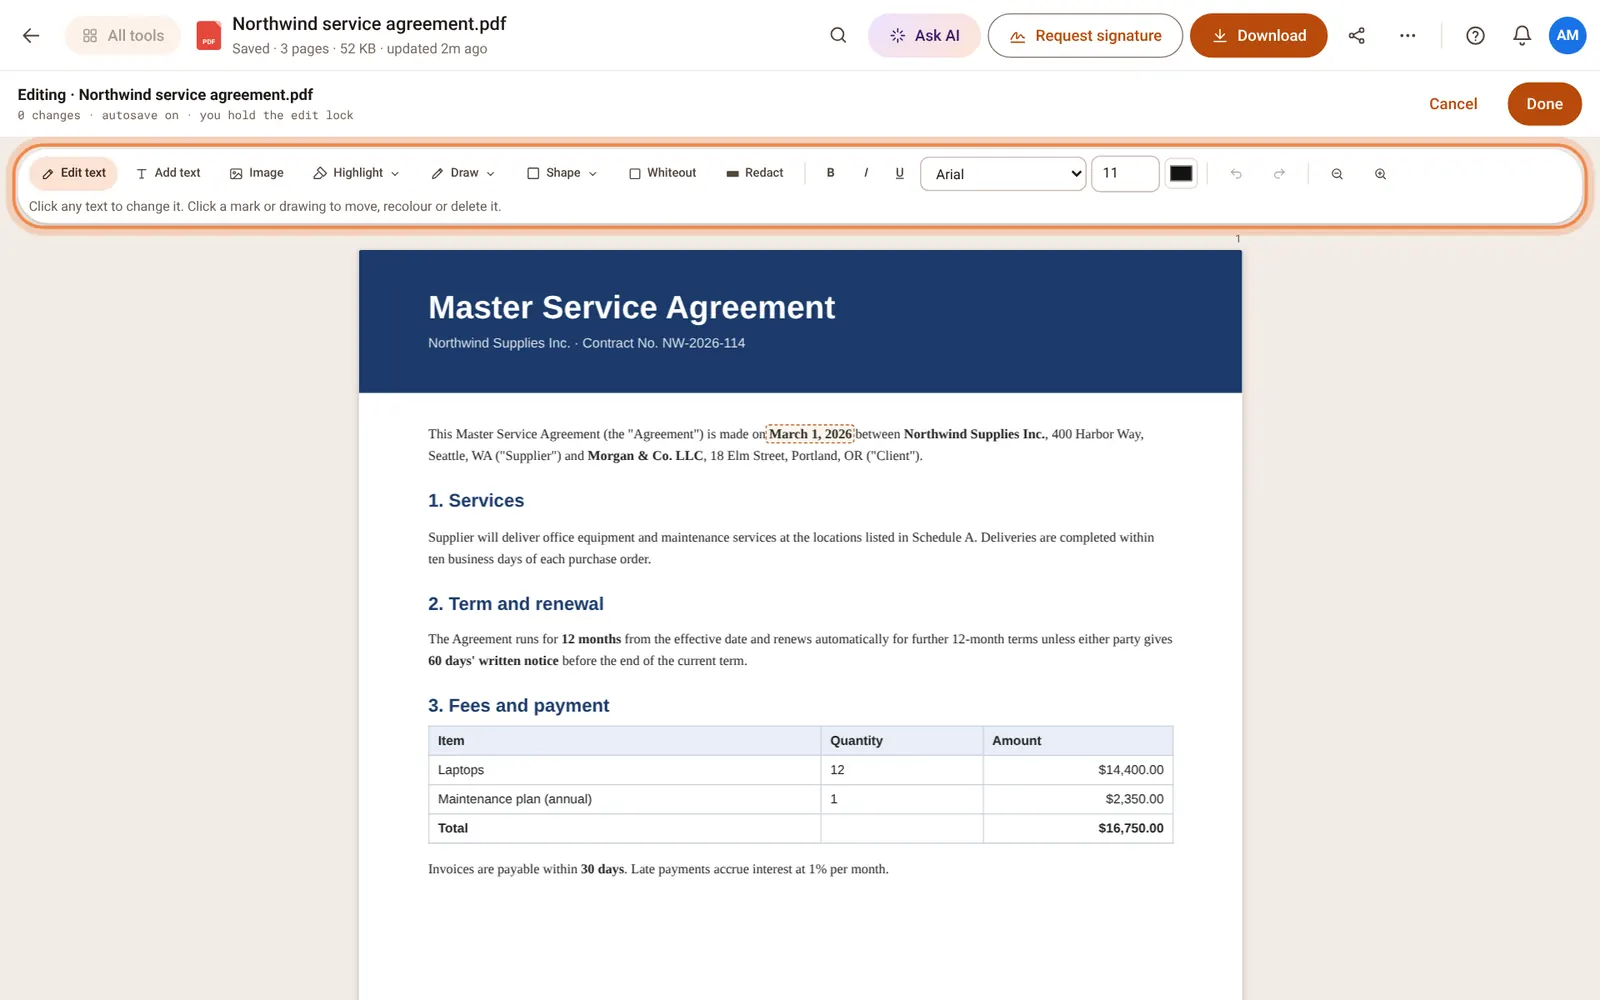 All tools
PDF
Northwind service agreement.pdf
Saved · 3 pages · 52 KB · updated 2m ago
Ask AI
Request signature
Download
AM
Editing · Northwind service agreement.pdf
0 changes · autosave on · you hold the edit lock
Cancel
Done
Edit text
Add text
Image
Highlight
Draw
Shape
Whiteout
Redact
B
I
U
Arial
11
Click any text to change it. Click a mark or drawing to move, recolour or delete it.
1
Master Service Agreement
Northwind Supplies Inc. · Contract No. NW-2026-114
This Master Service Agreement (the "Agreement") is made on March 1, 2026 between Northwind Supplies Inc., 400 Harbor Way,
Seattle, WA ("Supplier") and Morgan & Co. LLC, 18 Elm Street, Portland, OR ("Client").
1. Services
Supplier will deliver office equipment and maintenance services at the locations listed in Schedule A. Deliveries are completed within
ten business days of each purchase order.
2. Term and renewal
The Agreement runs for 12 months from the effective date and renews automatically for further 12-month terms unless either party gives
60 days' written notice before the end of the current term.
3. Fees and payment
Item Quantity Amount
Laptops 12 $14,400.00
Maintenance plan (annual) 1 $2,350.00
Total $16,750.00
Invoices are payable within 30 days. Late payments accrue interest at 1% per month.